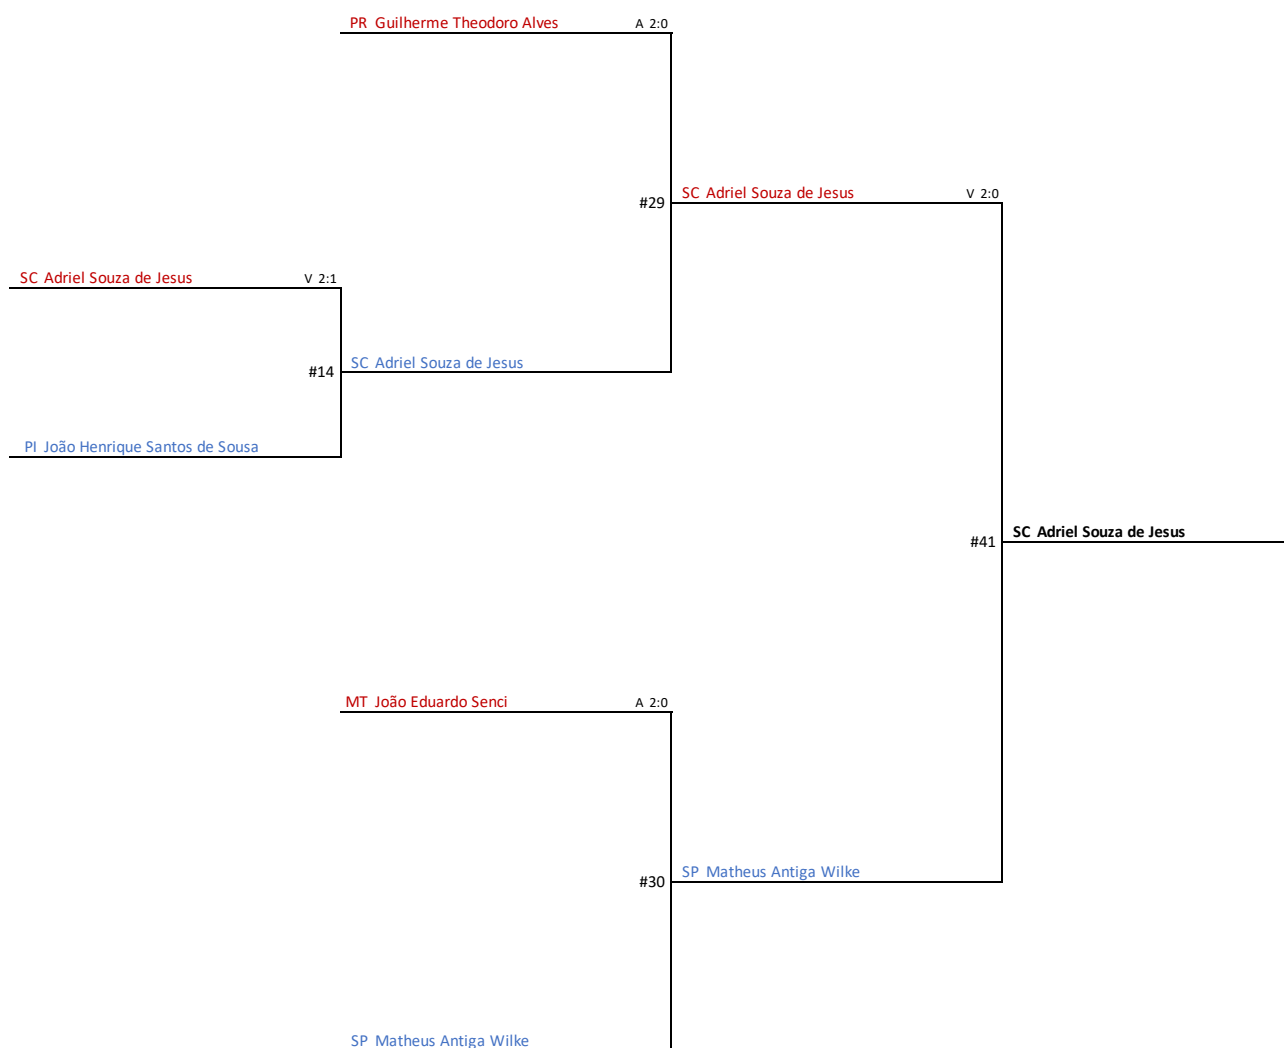 PR Guilherme Theodoro Alves A 2:0
#29 SC Adriel Souza de Jesus V 2:0
SC Adriel Souza de Jesus V 2:1
#14 SC Adriel Souza de Jesus
PI João Henrique Santos de Sousa
#41 SC Adriel Souza de Jesus
MT João Eduardo Senci A 2:0
#30 SP Matheus Antiga Wilke
SP Matheus Antiga Wilke